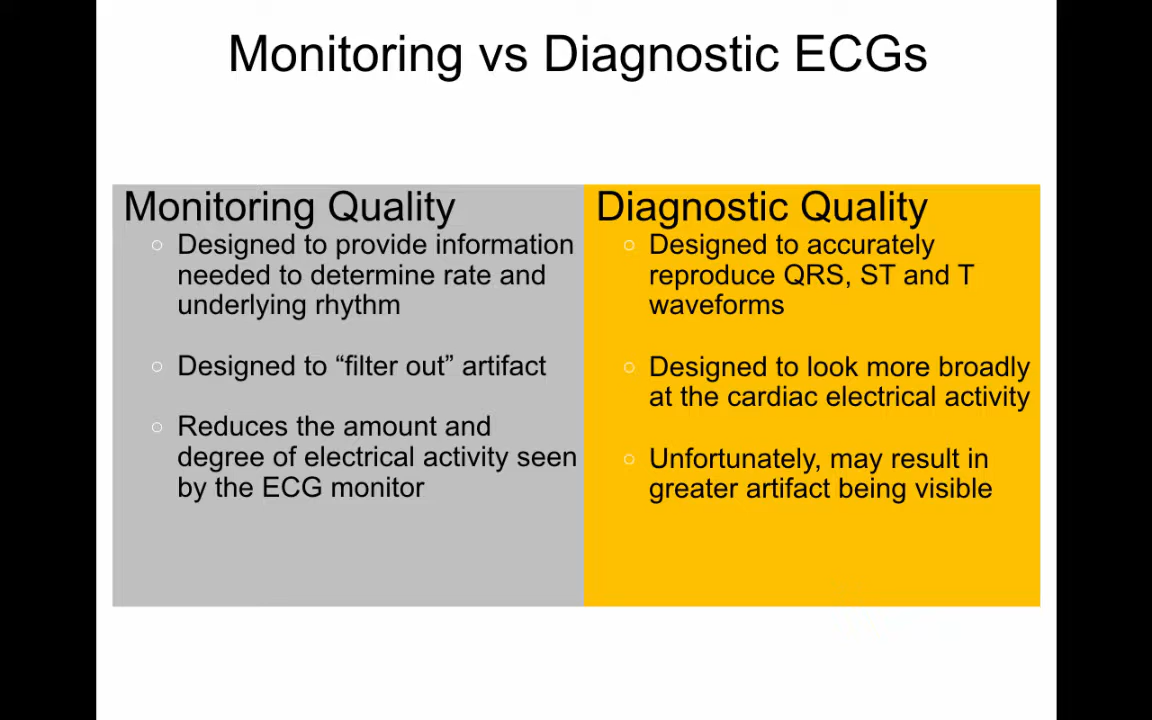 Monitoring vs Diagnostic ECGs
Monitoring Quality
○ Designed to provide information
needed to determine rate and
underlying rhythm
○ Designed to “filter out” artifact
○ Reduces the amount and
degree of electrical activity seen
by the ECG monitor
Diagnostic Quality
○ Designed to accurately
reproduce QRS, ST and T
waveforms
○ Designed to look more broadly
at the cardiac electrical activity
○ Unfortunately, may result in
greater artifact being visible